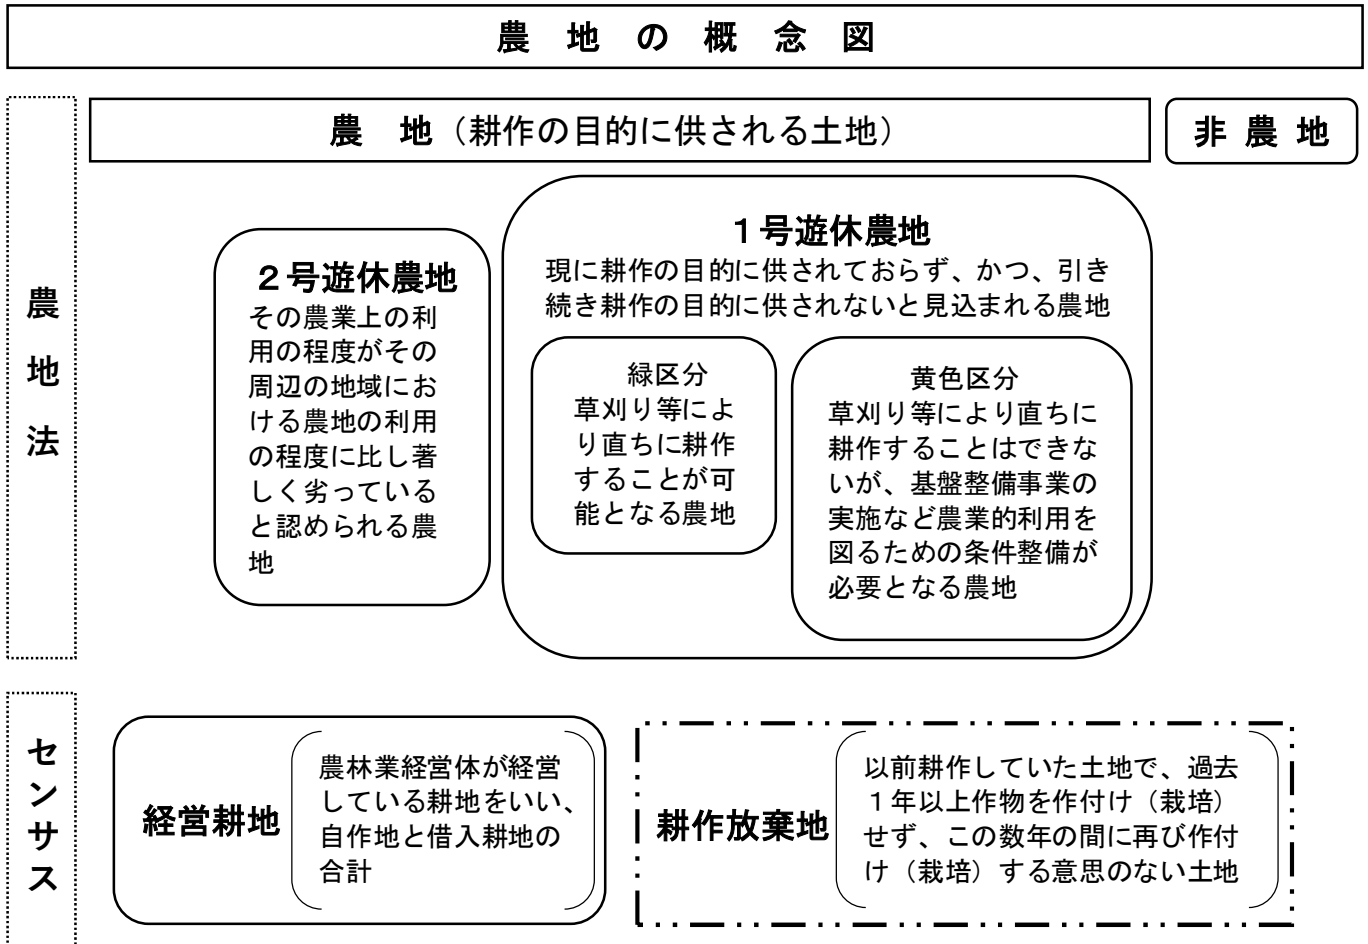 農地の概念図
農地法
農　地（耕作の目的に供される土地）
非農地
２号遊休農地
その農業上の利
用の程度がその
周辺の地域にお
ける農地の利用
の程度に比し著
しく劣っている
と認められる農
地
１号遊休農地
現に耕作の目的に供されておらず、かつ、引き
続き耕作の目的に供されないと見込まれる農地
緑区分
草刈り等によ
り直ちに耕作
することが可
能となる農地
黄色区分
草刈り等により直ちに
耕作することはできな
いが、基盤整備事業の
実施など農業的利用を
図るための条件整備が
必要となる農地
センサス
経営耕地
農林業経営体が経営
している耕地をいい、
自作地と借入耕地の
合計
耕作放棄地
以前耕作していた土地で、過去
１年以上作物を作付け（栽培）
せず、この数年の間に再び作付
け（栽培）する意思のない土地